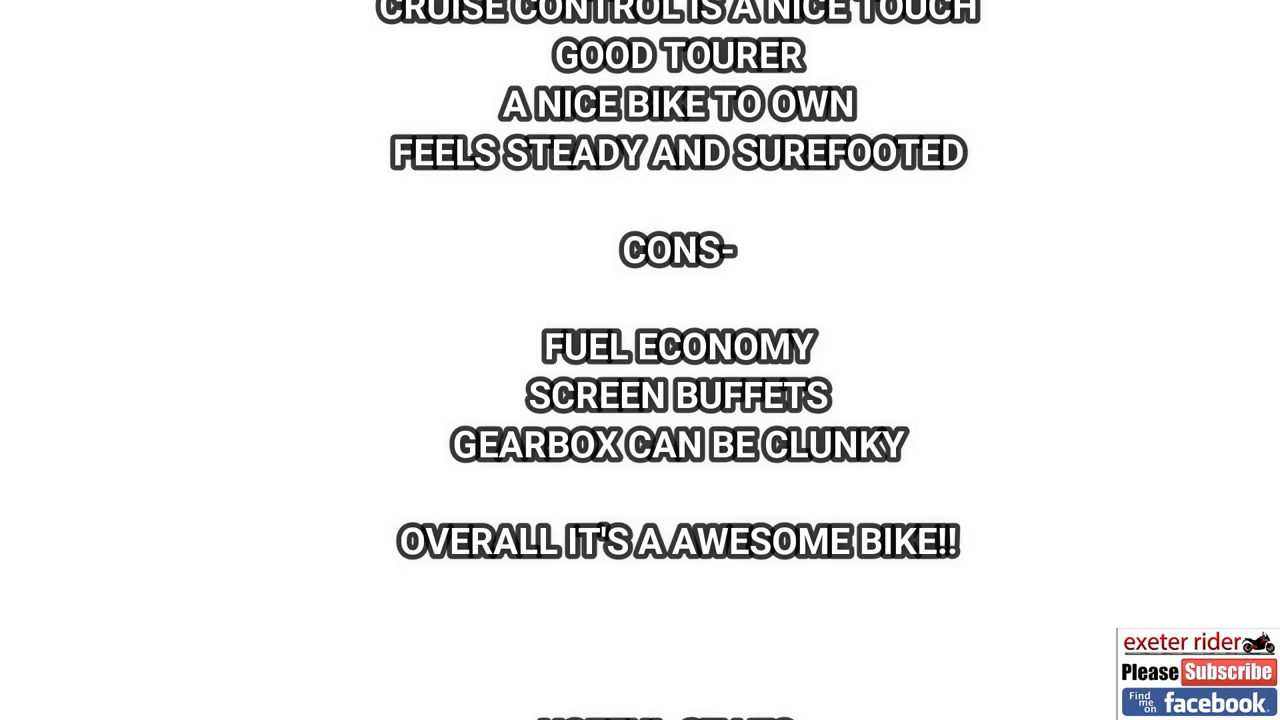 CRUISE CONTROL IS A NICE TOUCH
GOOD TOURER
A NICE BIKE TO OWN
FEELS STEADY AND SUREFOOTED
CONS-
FUEL ECONOMY
SCREEN BUFFETS
GEARBOX CAN BE CLUNKY
OVERALL IT'S A AWESOME BIKE!!
exeter rider
Please Subscribe
Find me on facebook